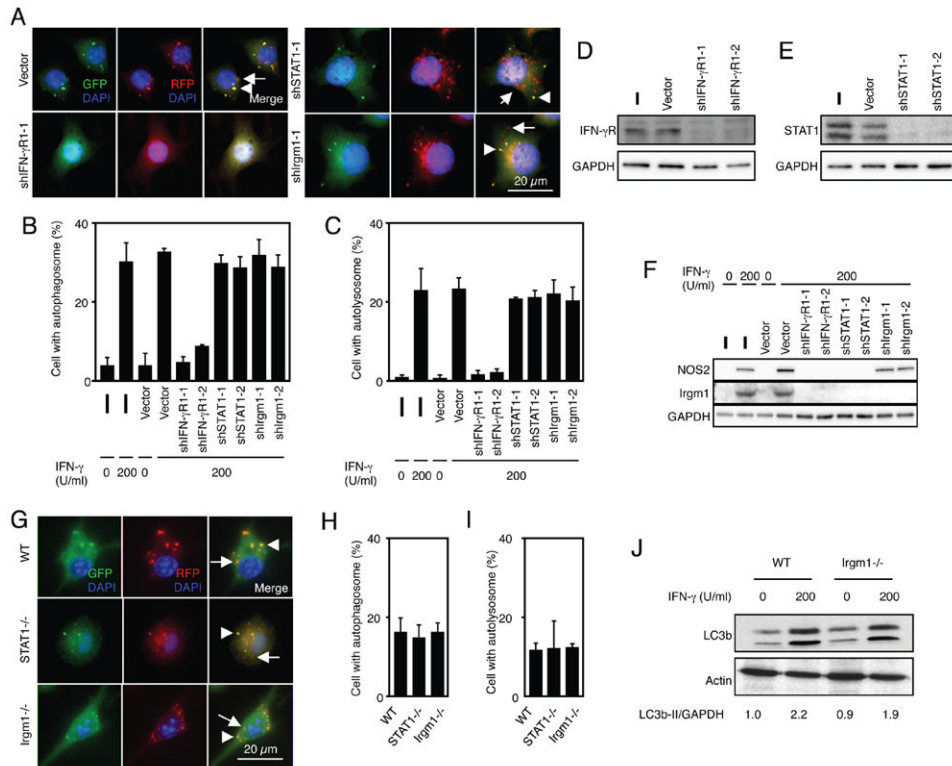 A
Vector
GFP
DAPI
RFP
DAPI
Merge
shIFN-γR1-1
shSTAT1-1
shIrgm1-1
20 µm
D
Vector
shIFN-γR1-1
shIFN-γR1-2
IFN-γR
GAPDH
E
Vector
shSTAT1-1
shSTAT1-2
STAT1
GAPDH
B
Cell with autophagosome (%)
40
20
0
Vector
Vector
shIFN-γR1-1
shIFN-γR1-2
shSTAT1-1
shSTAT1-2
shIrgm1-1
shIrgm1-2
IFN-γ
(U/ml)
0 200 0 200
C
Cell with autolysosome (%)
40
20
0
Vector
Vector
shIFN-γR1-1
shIFN-γR1-2
shSTAT1-1
shSTAT1-2
shIrgm1-1
shIrgm1-2
IFN-γ
(U/ml)
0 200 0 200
F
IFN-γ
(U/ml)
0 200 0 200
Vector
Vector
shIFN-γR1-1
shIFN-γR1-2
shSTAT1-1
shSTAT1-2
shIrgm1-1
shIrgm1-2
NOS2
Irgm1
GAPDH
G
WT
GFP
DAPI
RFP
DAPI
Merge
STAT1-/-
Irgm1-/-
20 µm
H
Cell with autophagosome (%)
40
20
0
WT
STAT1-/-
Irgm1-/-
I
Cell with autolysosome (%)
40
20
0
WT
STAT1-/-
Irgm1-/-
J
WT Irgm1-/-
IFN-γ (U/ml) 0 200 0 200
LC3b
Actin
LC3b-II/GAPDH 1.0 2.2 0.9 1.9